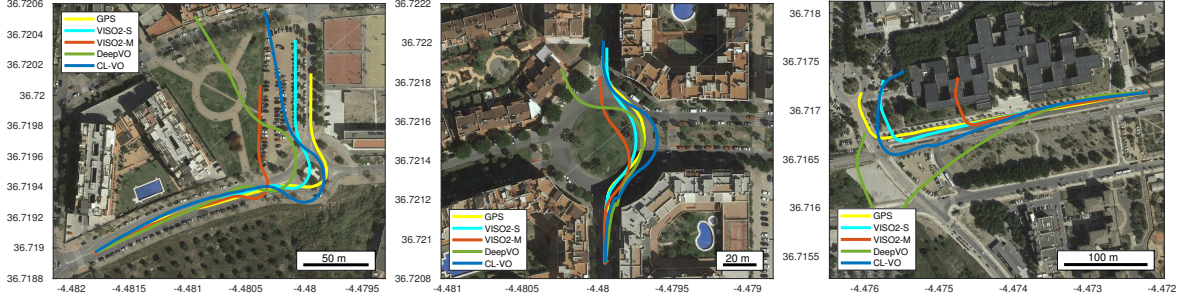 36.7206
36.7204
36.7202
36.72
36.7198
36.7196
36.7194
36.7192
36.719
36.7188
GPS
VISO2-S
VISO2-M
DeepVO
CL-VO
50 m
-4.482
-4.4815
-4.481
-4.4805
-4.48
-4.4795
36.7222
36.722
36.7218
36.7216
36.7214
36.7212
36.721
36.7208
GPS
VISO2-S
VISO2-M
DeepVO
CL-VO
20 m
-4.481
-4.4805
-4.48
-4.4795
-4.479
36.718
36.7175
36.717
36.7165
36.716
36.7155
GPS
VISO2-S
VISO2-M
DeepVO
CL-VO
100 m
-4.476
-4.475
-4.474
-4.473
-4.472